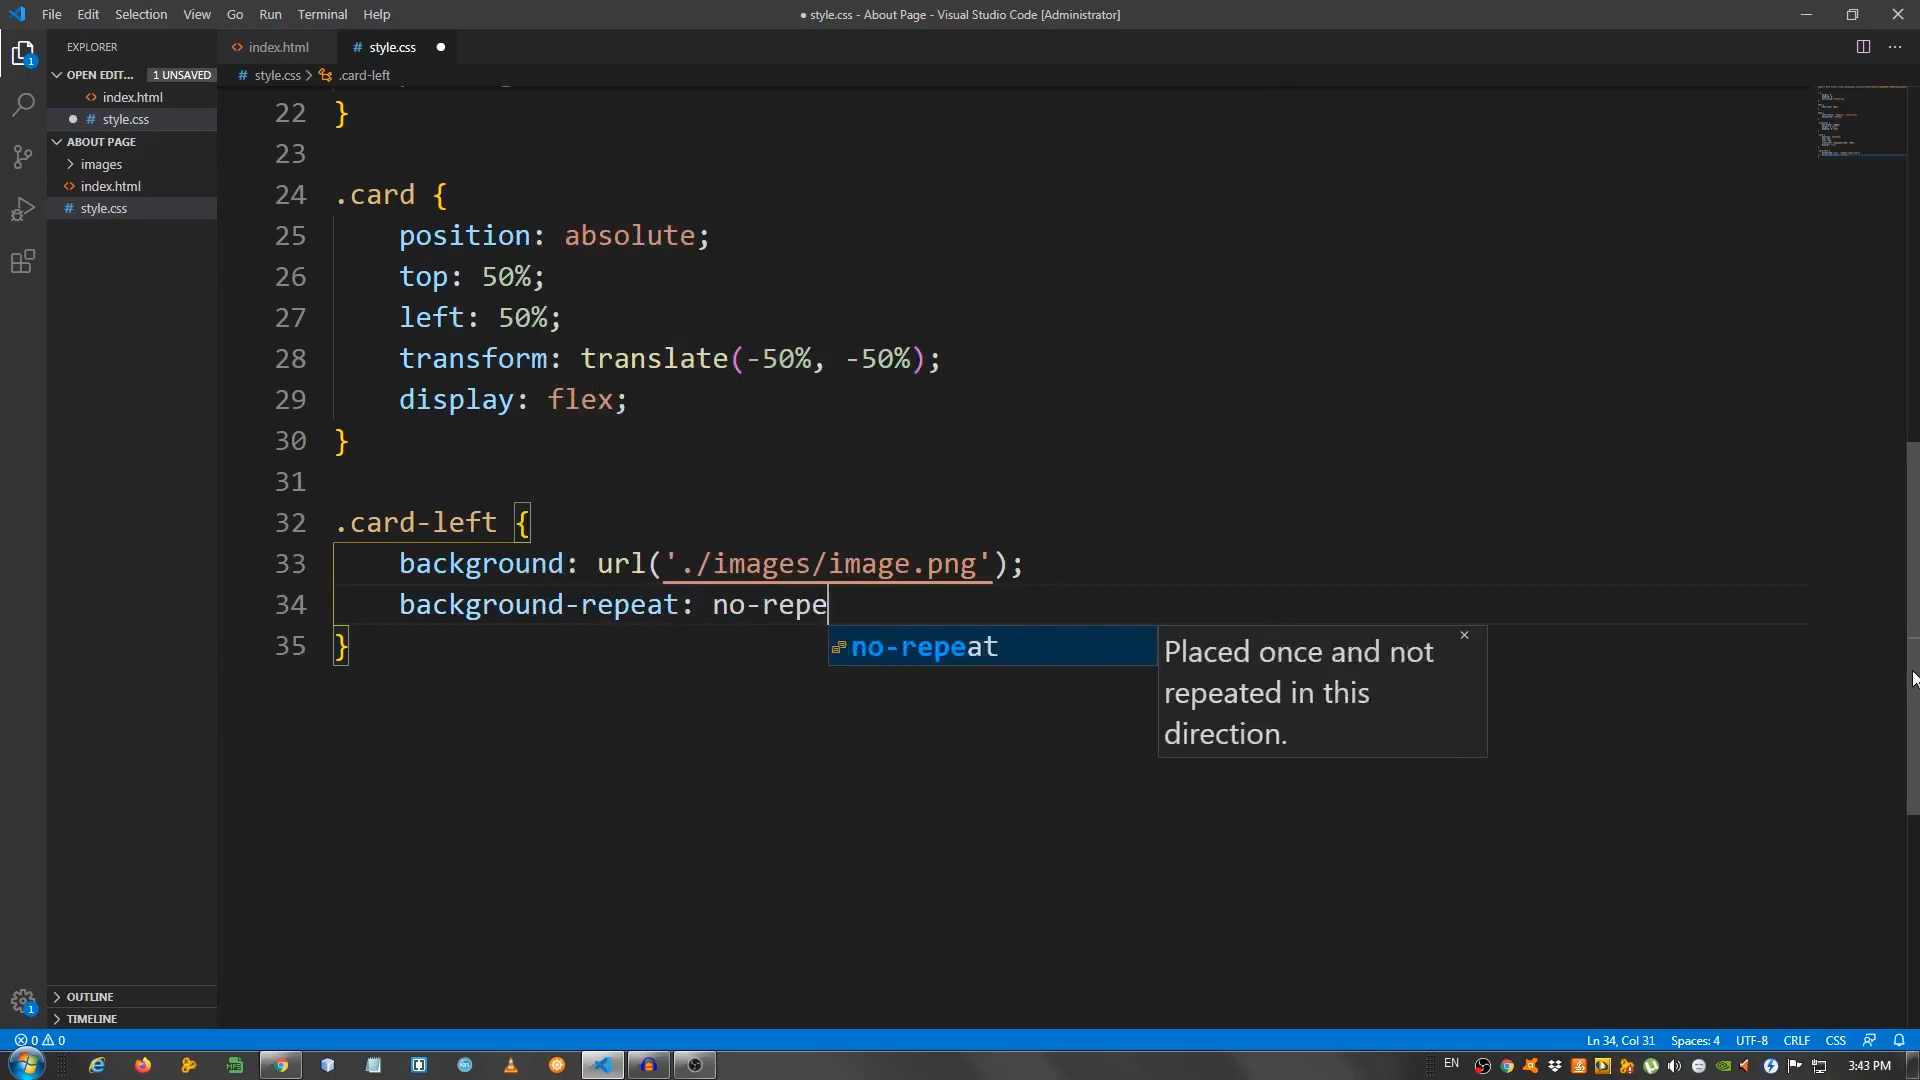 File Edit Selection View Go Run Terminal Help
● style.css - About Page - Visual Studio Code [Administrator]
EXPLORER
OPEN EDIT... 1 UNSAVED
index.html
style.css
ABOUT PAGE
images
index.html
style.css
OUTLINE
TIMELINE
index.html # style.css
# style.css > .card-left
22 }
23
24 .card {
25 position: absolute;
26 top: 50%;
27 left: 50%;
28 transform: translate(-50%, -50%);
29 display: flex;
30 }
31
32 .card-left {
33 background: url('./images/image.png');
34 background-repeat: no-repe
35 }
no-repeat
Placed once and not
repeated in this
direction.
0 0 Ln 34, Col 31 Spaces: 4 UTF-8 CRLF CSS
EN 3:43 PM